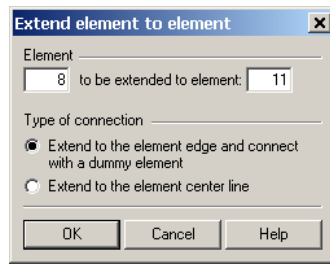 Extend element to element
Element
8 to be extended to element: 11
Type of connection
Extend to the element edge and connect
with a dummy element
Extend to the element center line
OK Cancel Help